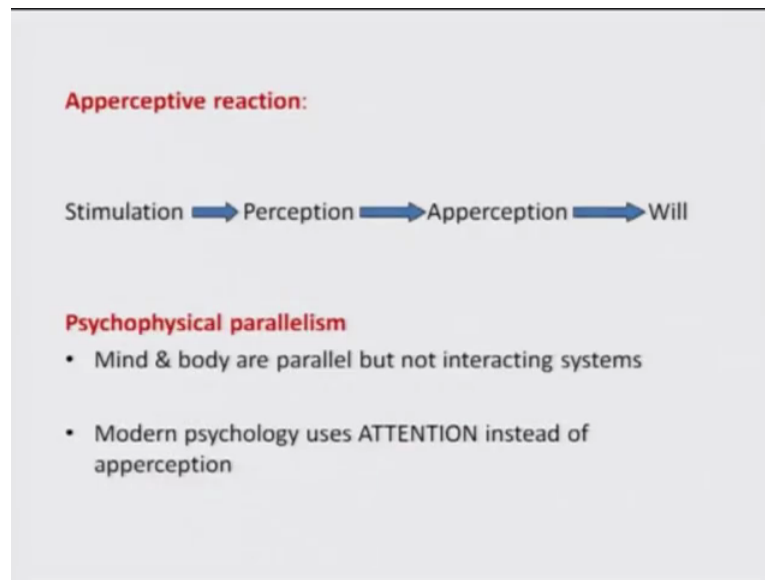 Apperceptive reaction:
Stimulation Perception Apperception Will
Psychophysical parallelism
• Mind & body are parallel but not interacting systems
• Modern psychology uses ATTENTION instead of
apperception